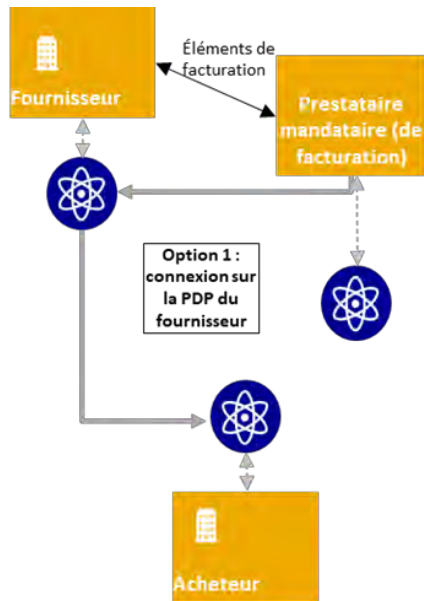 Éléments de
facturation
Fournisseur
Prestataire
mandataire (de
facturation)
Option 1 :
connexion sur
la PDP du
fournisseur
Acheteur